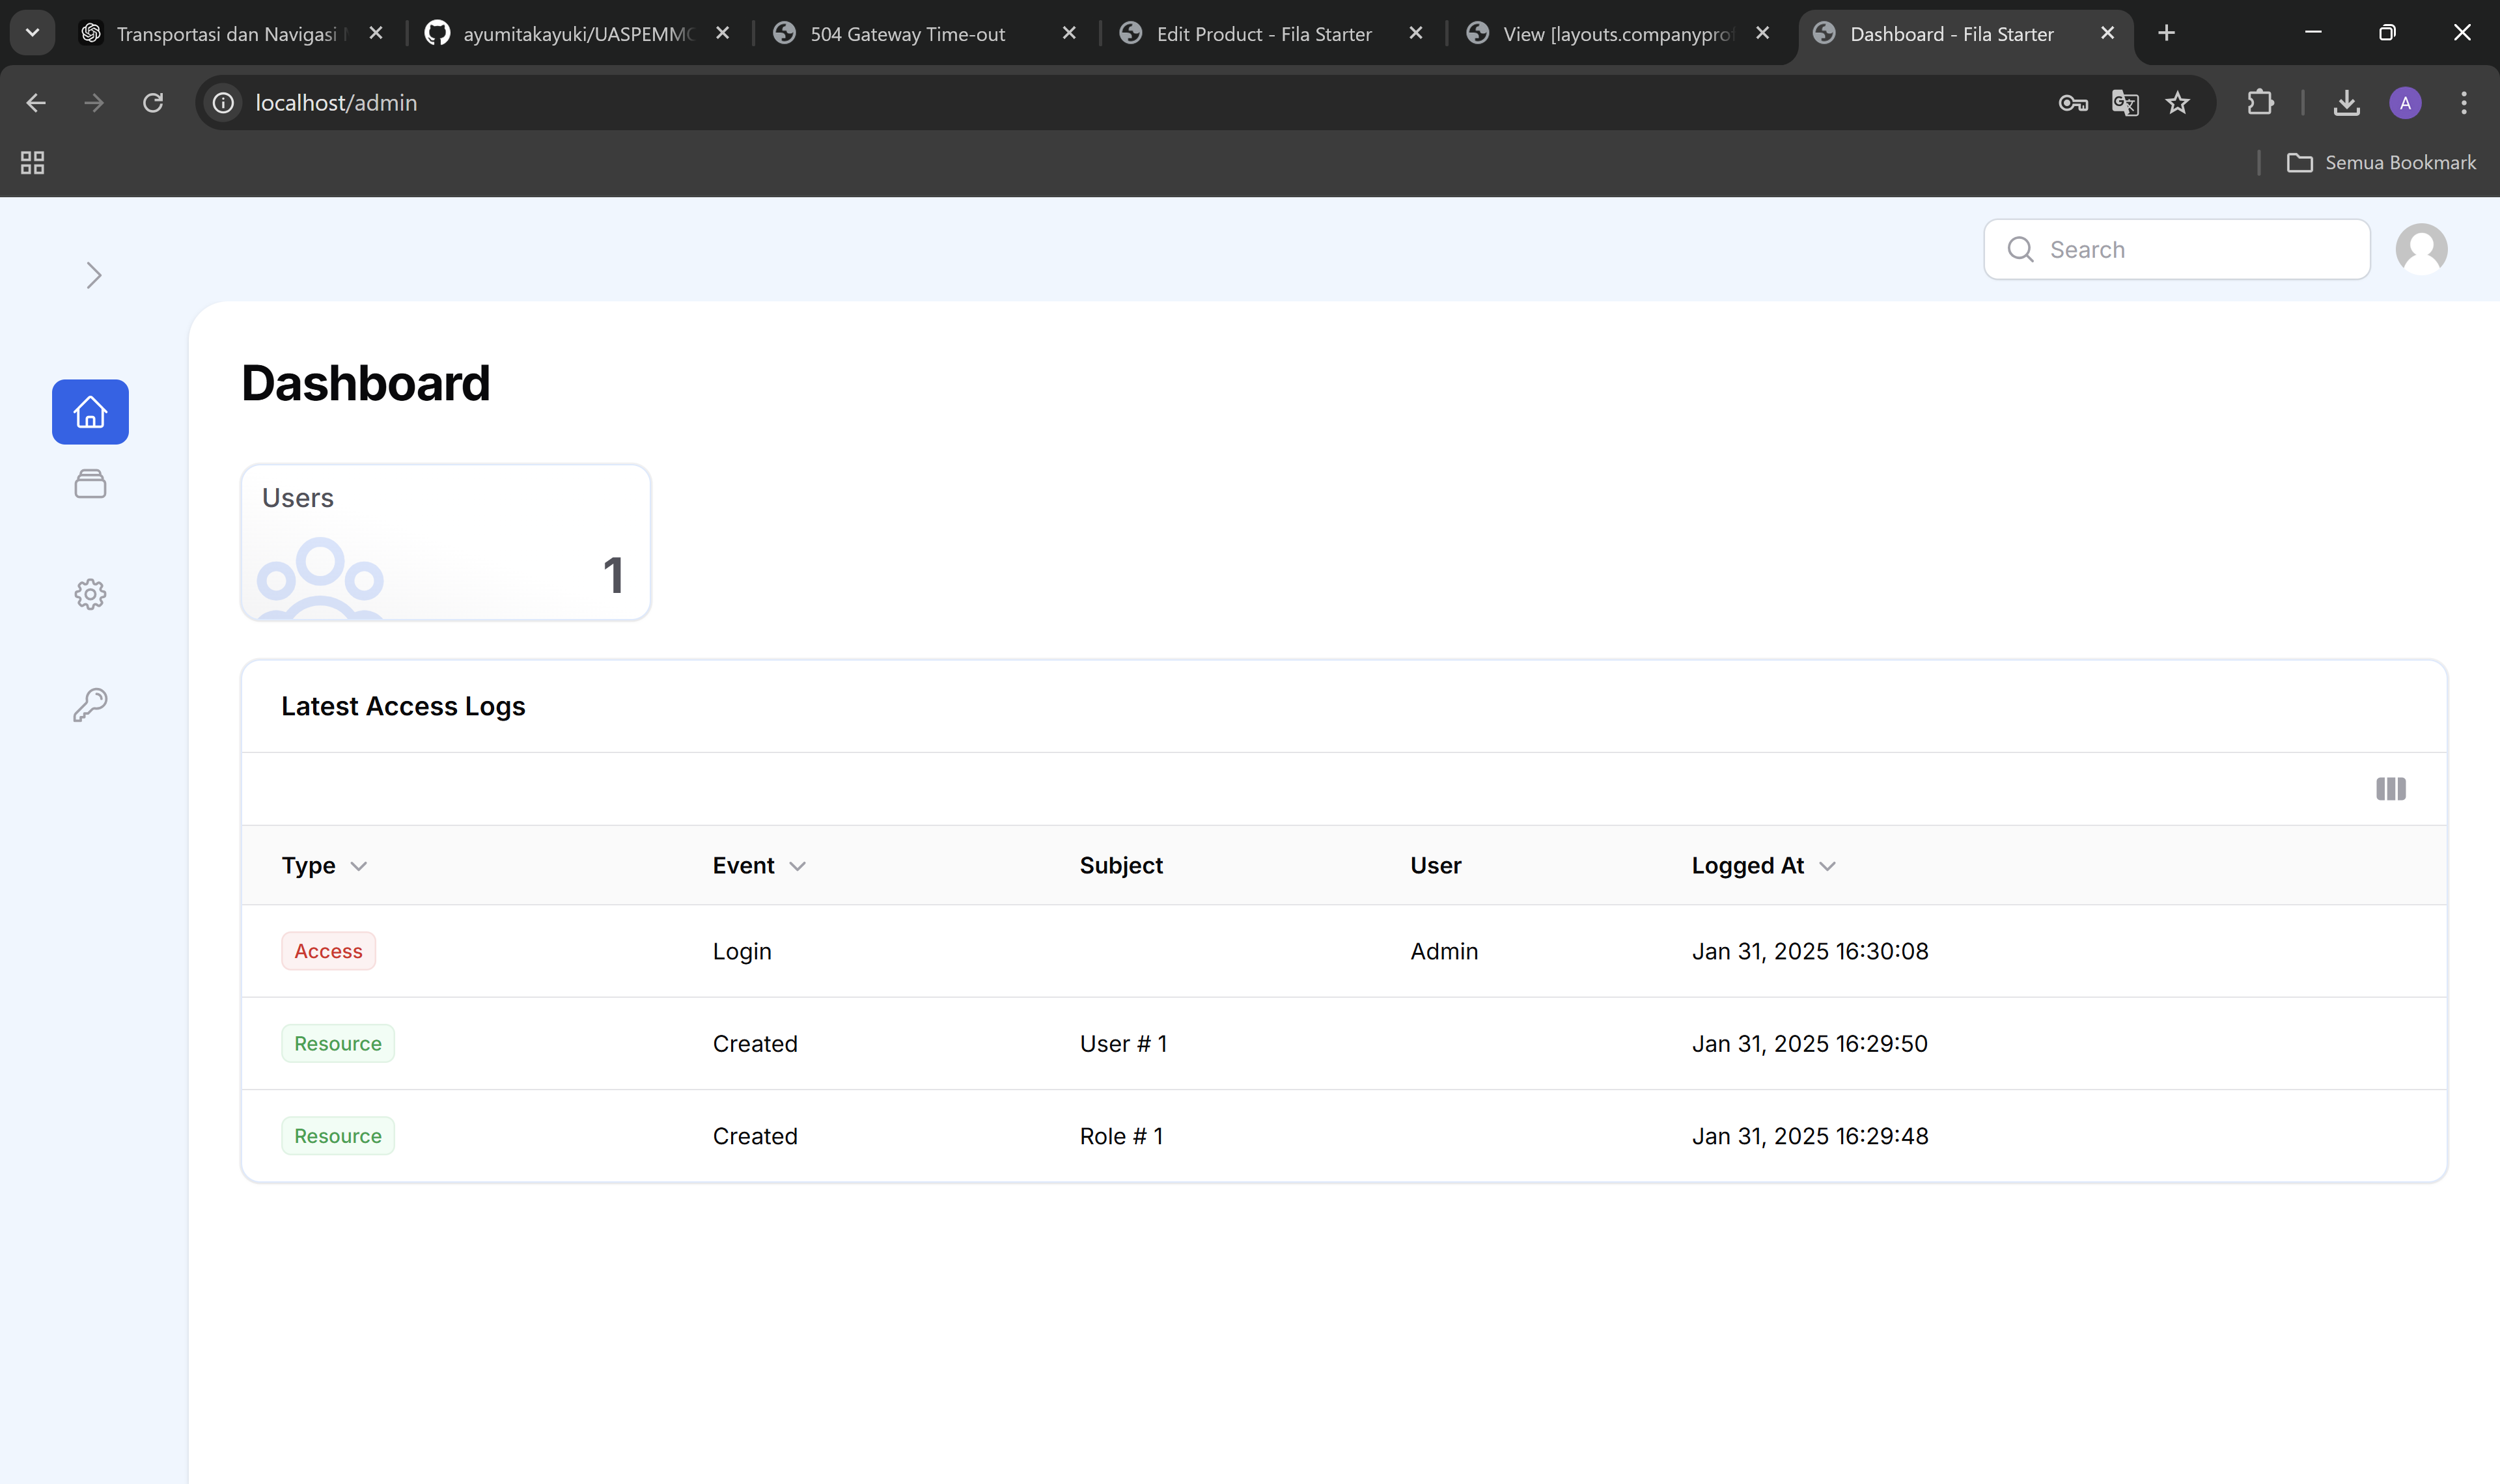 Transportasi dan Navigasi
ayumitakayuki/UASPEMMO
504 Gateway Time-out
Edit Product - Fila Starter
View [layouts.companyprof
Dashboard - Fila Starter
localhost/admin
A
Semua Bookmark
Search
Dashboard
Users
1
Latest Access Logs
Type Event Subject User Logged At
Access Login Admin Jan 31, 2025 16:30:08
Resource Created User # 1 Jan 31, 2025 16:29:50
Resource Created Role # 1 Jan 31, 2025 16:29:48